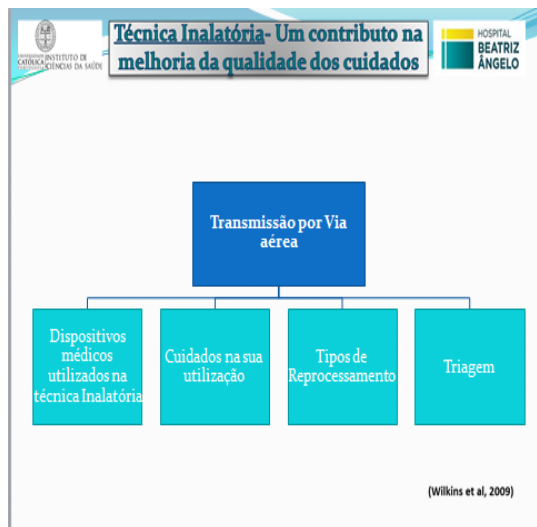 CATÓLICA
INSTITUTO DE
CIÊNCIAS DA SAÚDE
Técnica Inalatória- Um contributo na
melhoria da qualidade dos cuidados
HOSPITAL
BEATRIZ
ÂNGELO
Transmissão por Via
aérea
Dispositivos
médicos
utilizados na
técnica Inalatória
Cuidados na sua
utilização
Tipos de
Reprocessamento
Triagem
(Wilkins et al, 2009)